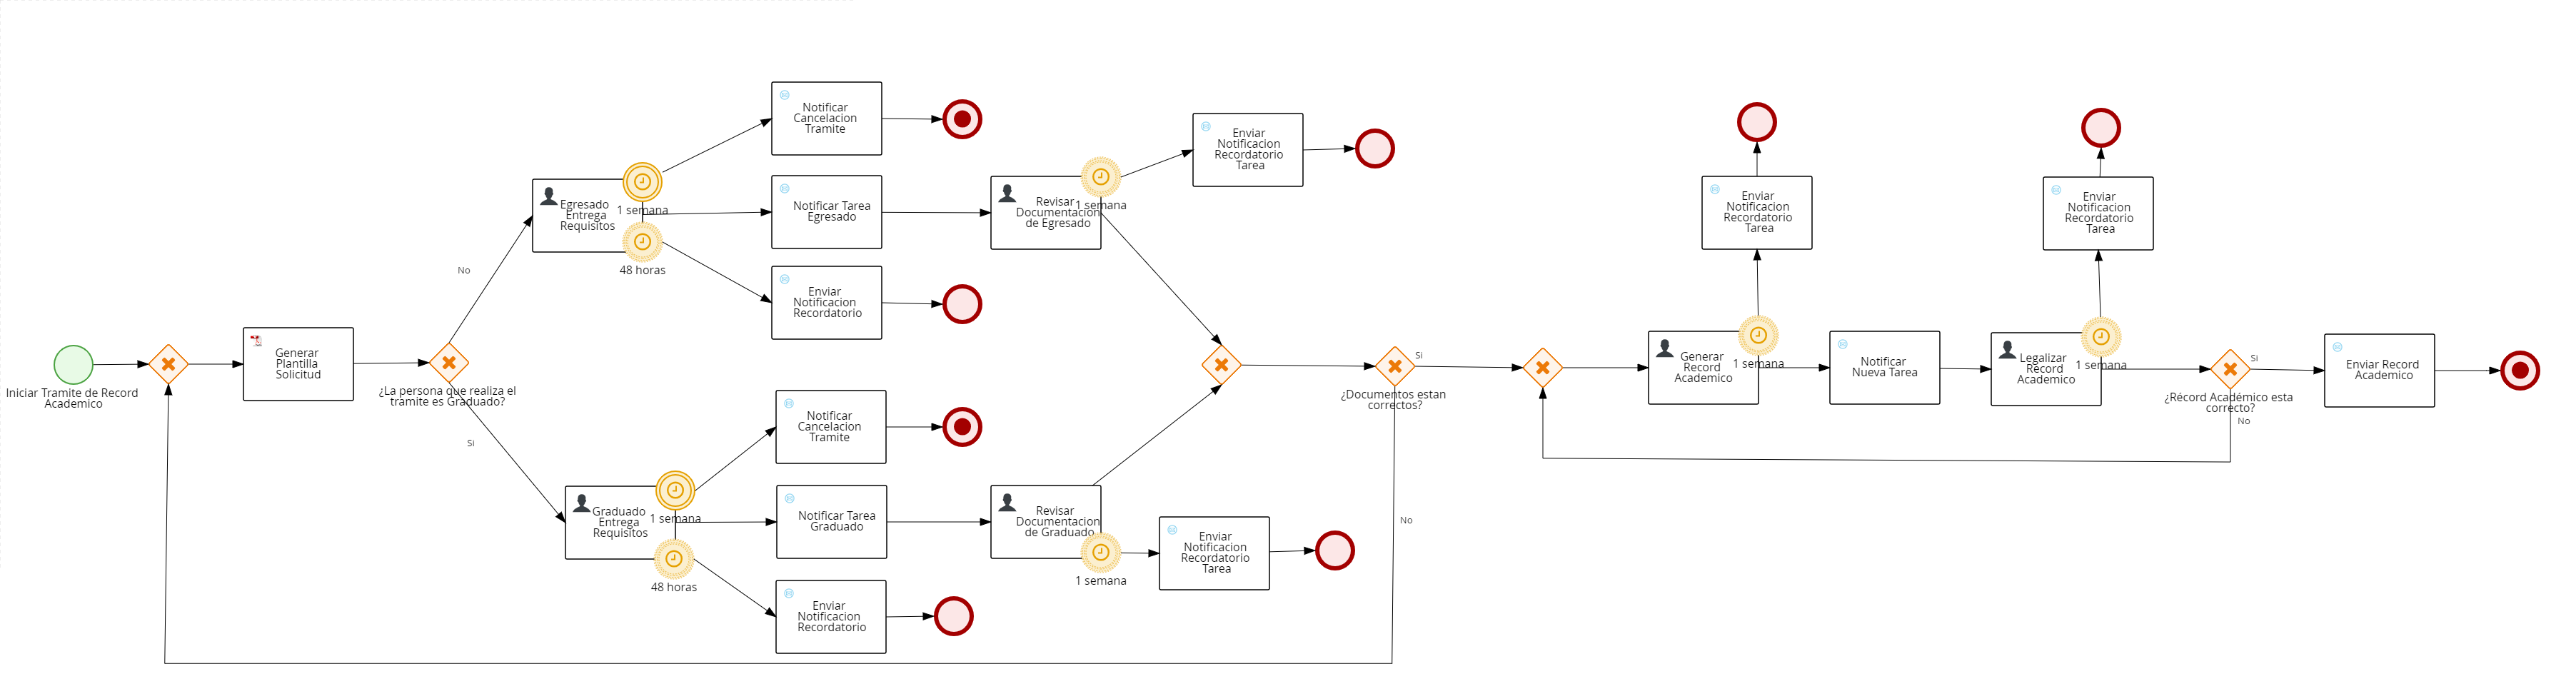 Iniciar Tramite de Record
Academico
Generar
Plantilla
Solicitud
¿La persona que realiza el
tramite es Graduado?
No
Si
Egresado
Entrega
Requisitos
1 semana
48 horas
Notificar
Cancelacion
Tramite
Notificar Tarea
Egresado
Enviar
Notificacion
Recordatorio
Revisar
Documentacion
de Egresado
1 semana
Enviar
Notificacion
Recordatorio
Tarea
Graduado
Entrega
Requisitos
1 semana
48 horas
Notificar
Cancelacion
Tramite
Notificar Tarea
Graduado
Enviar
Notificacion
Recordatorio
Revisar
Documentacion
de Graduado
1 semana
Enviar
Notificacion
Recordatorio
Tarea
¿Documentos estan
correctos?
Si
No
Generar
Record
Academico
1 semana
Enviar
Notificacion
Recordatorio
Tarea
Notificar
Nueva Tarea
Legalizar
Record
Academico
1 semana
Enviar
Notificacion
Recordatorio
Tarea
¿Récord Académico esta
correcto?
Si
No
Enviar Record
Academico